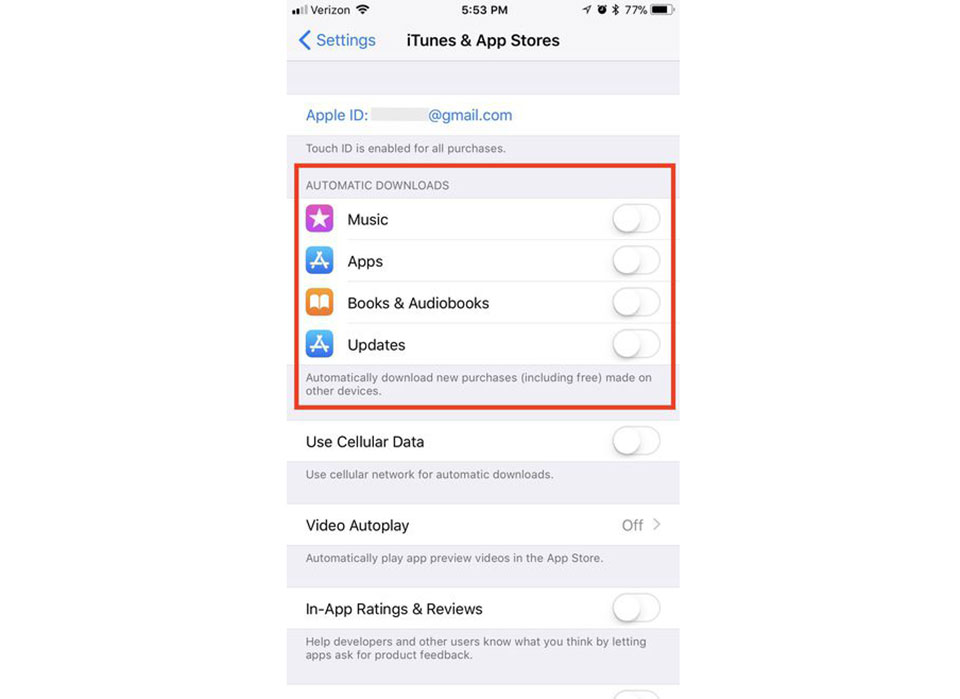 Verizon 5:53 PM 77%
Settings iTunes & App Stores
Apple ID: @gmail.com
Touch ID is enabled for all purchases.
AUTOMATIC DOWNLOADS
Music
Apps
Books & Audiobooks
Updates
Automatically download new purchases (including free) made on
other devices.
Use Cellular Data
Use cellular network for automatic downloads.
Video Autoplay Off
Automatically play app preview videos in the App Store.
In-App Ratings & Reviews
Help developers and other users know what you think by letting
apps ask for product feedback.